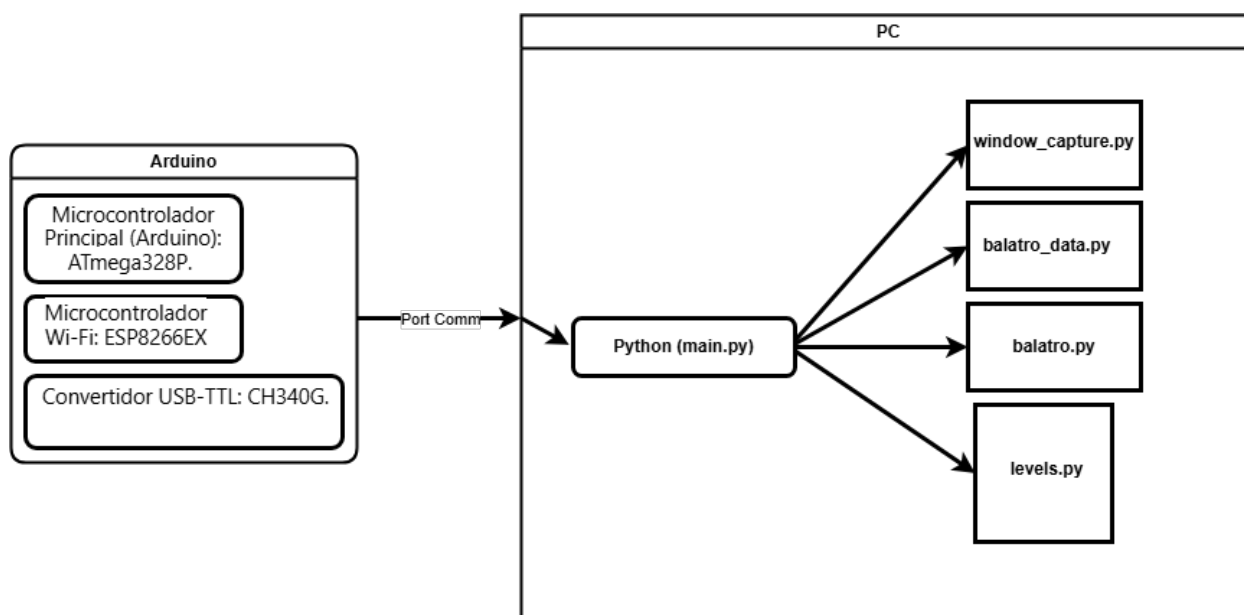 PC
Arduino
Microcontrolador
Principal (Arduino):
ATmega328P.
Microcontrolador
Wi-Fi: ESP8266EX
Convertidor USB-TTL: CH340G.
Port Comm
Python (main.py)
window_capture.py
balatro_data.py
balatro.py
levels.py